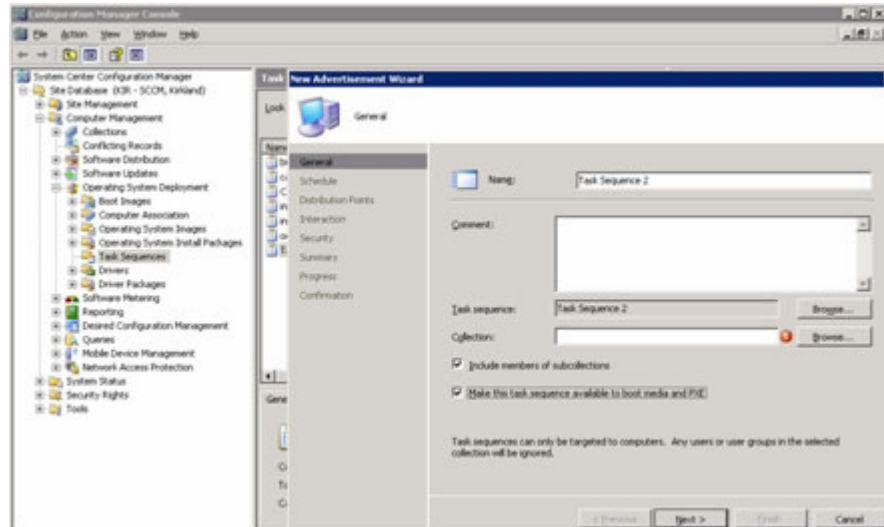 Configuration Manager Console
File Action View Window Help
System Center Configuration Manager
Site Database (KIR - SCCM, Kirkland)
Site Management
Computer Management
Collections
Conflicting Records
Software Distribution
Software Updates
Operating System Deployment
Boot Images
Computer Association
Operating System Images
Operating System Install Packages
Task Sequences
Drivers
Driver Packages
Software Metering
Reporting
Desired Configuration Management
Queries
Mobile Device Management
Network Access Protection
System Status
Security Rights
Tools
Task
Look
Name
Gene
New Advertisement Wizard
General
General
Schedule
Distribution Points
Interaction
Security
Summary
Progress
Confirmation
Name: Task Sequence 2
Comment:
Task sequence: Task Sequence 2 Browse...
Collection: Browse...
Include members of subcollections
Make this task sequence available to boot media and PXE
Task sequences can only be targeted to computers. Any users or user groups in the selected
collection will be ignored.
< Previous Next > Finish Cancel